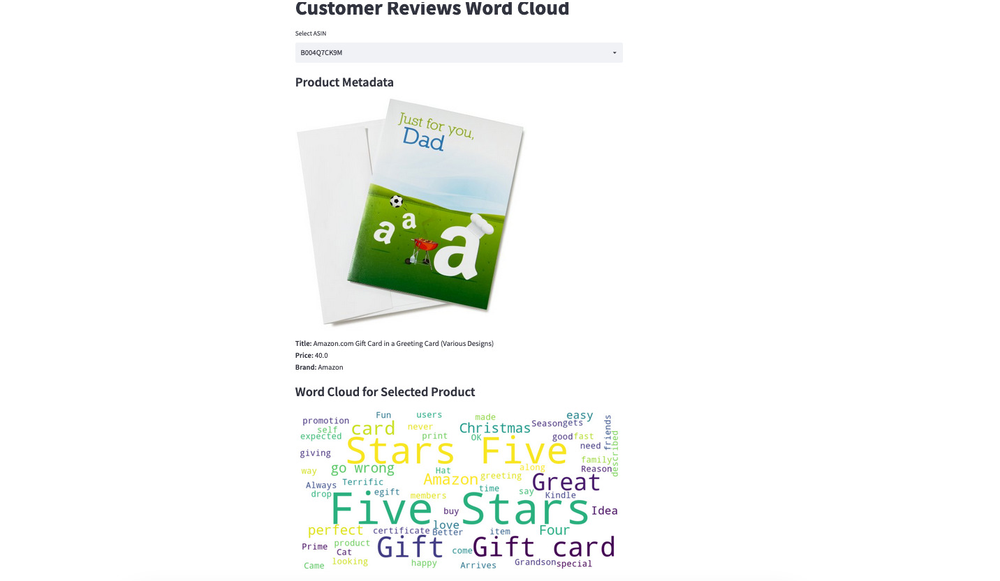 Customer Reviews Word Cloud
Select ASIN
B004Q7CK9M
Product Metadata
Just for you,
Dad
a a a
Title: Amazon.com Gift Card in a Greeting Card (Various Designs)
Price: 40.0
Brand: Amazon
Word Cloud for Selected Product
promotion Fun users made easy
self card never Christmas Season gets friends
expected print OK good fast described
giving Stars Five need
way go wrong Hat along family Reason
Amazon greeting Great
Always Terrific egift time say Kindle
drop members
Five Stars buy Idea
perfect certificate love Better item Four
Prime product Cat Gift come Gift card
Came looking happy Arrives Grandson special